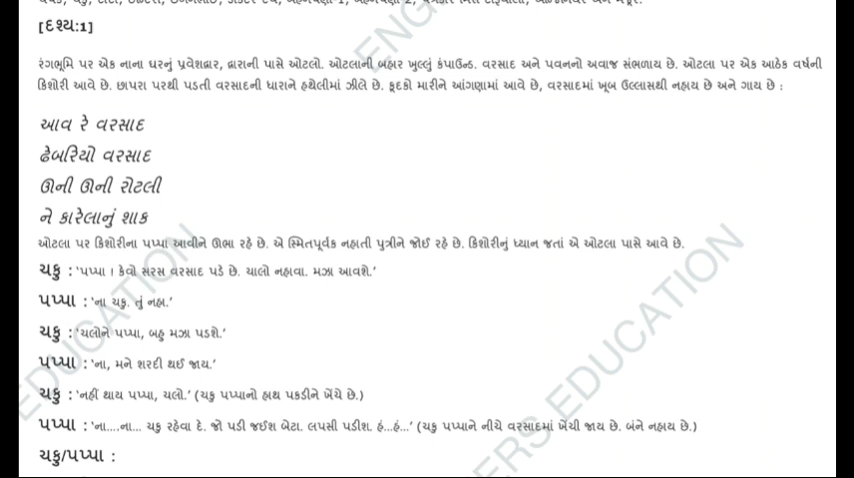 [દશ્ય:1]
રંગભૂમિ પર એક નાના ઘરનું પ્રવેશદ્વાર, દ્વારાની પાસે ઓટલો. ઓટલાની બહાર ખુલ્લું કંપાઉન્ડ. વરસાદ અને પવનનો અવાજ સંભળાય છે. ઓટલા પર એક આઠેક વર્ષની
કિશોરી આવે છે. છાપરા પરથી પડતી વરસાદની ધારાને હથેલીમાં ઝીલે છે. કૂદકો મારીને આંગણામાં આવે છે, વરસાદમાં ખૂબ ઉલ્લાસથી નહાય છે અને ગાય છે :
આવ રે વરસાદ
ઢેબરિયો વરસાદ
ઊની ઊની રોટલી
ને કારેલાનું શાક
ઓટલા પર કિશોરીના પપ્પા આવીને ઊભા રહે છે. એ સ્મિતપૂર્વક નહાતી પુત્રીને જોઈ રહે છે. કિશોરીનું ધ્યાન જતાં એ ઓટલા પાસે આવે છે.
ચકુ : 'પપ્પા ! કેવો સરસ વરસાદ પડે છે. ચાલો નહાવા. મઝા આવશે.'
પપ્પા : 'ના ચકુ. તું નહા.'
ચકુ : 'ચલોને પપ્પા, બહુ મઝા પડશે.'
પપ્પા : 'ના, મને શરદી થઈ જાય.'
ચકુ : 'નહીં થાય પપ્પા, ચલો.' (ચકુ પપ્પાનો હાથ પકડીને ખેંચે છે.)
પપ્પા : 'ના....ના... ચકુ રહેવા દે. જો પડી જઈશ બેટા. લપસી પડીશ. હં...હં...' (ચકુ પપ્પાને નીચે વરસાદમાં ખેંચી જાય છે. બંને નહાય છે.)
ચકુ/પપ્પા :